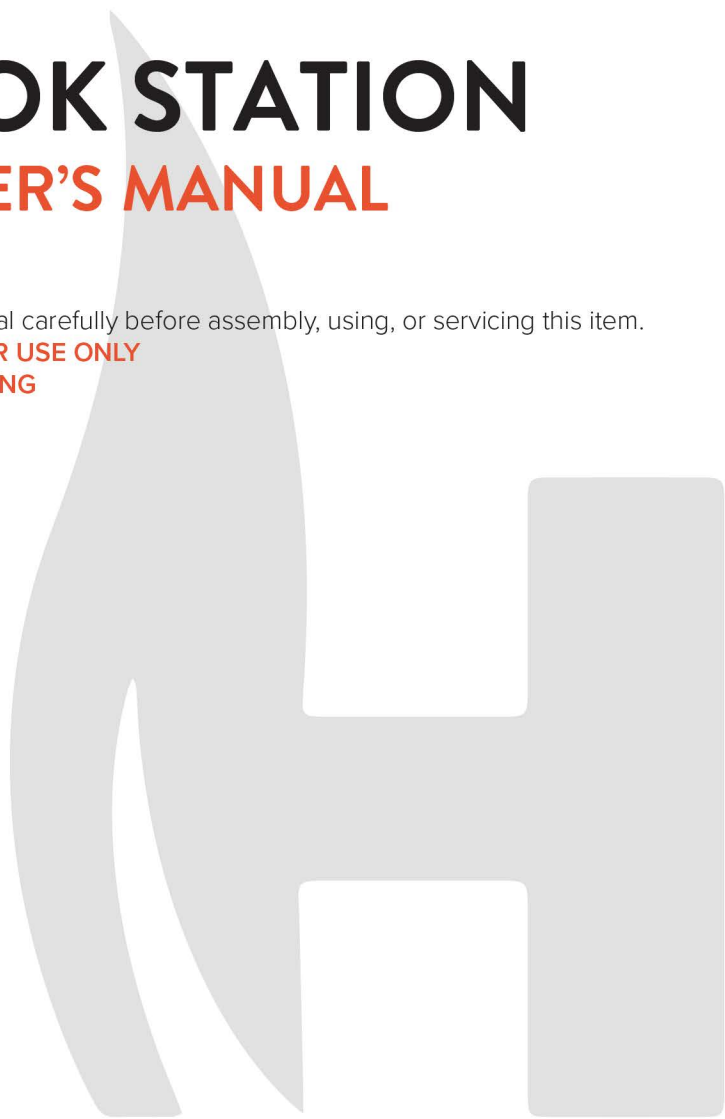 OK STATION
ER'S MANUAL
al carefully before assembly, using, or servicing this item.
R USE ONLY
NG